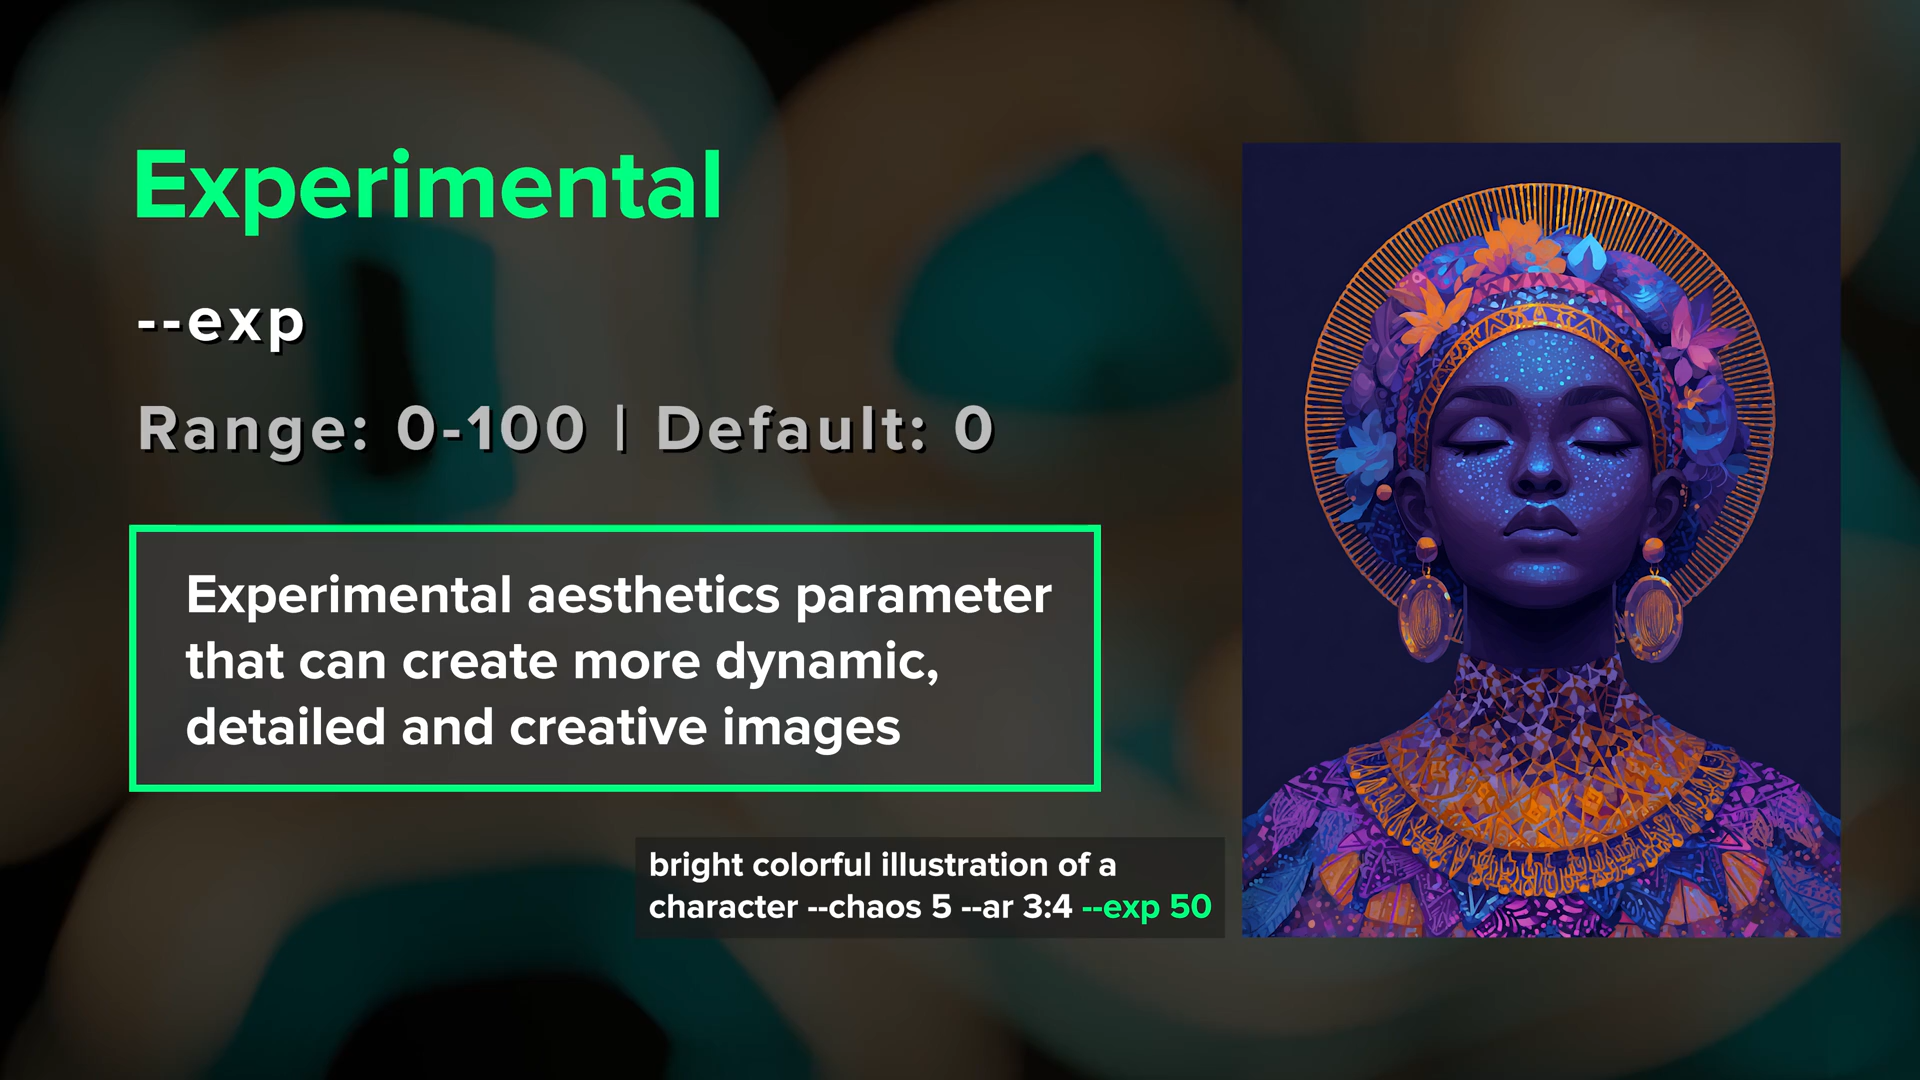 Experimental
--exp
Range: 0-100 | Default: 0
Experimental aesthetics parameter
that can create more dynamic,
detailed and creative images
bright colorful illustration of a
character --chaos 5 --ar 3:4 --exp 50